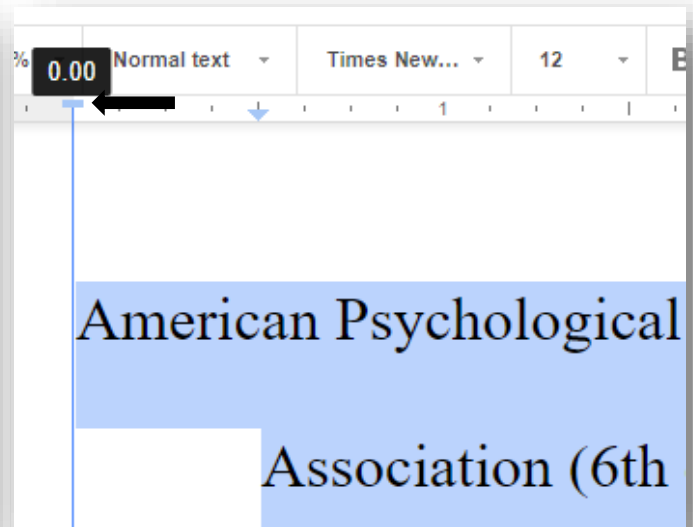 % Normal text Times New... 12 B
0.00
1
American Psychological
Association (6th